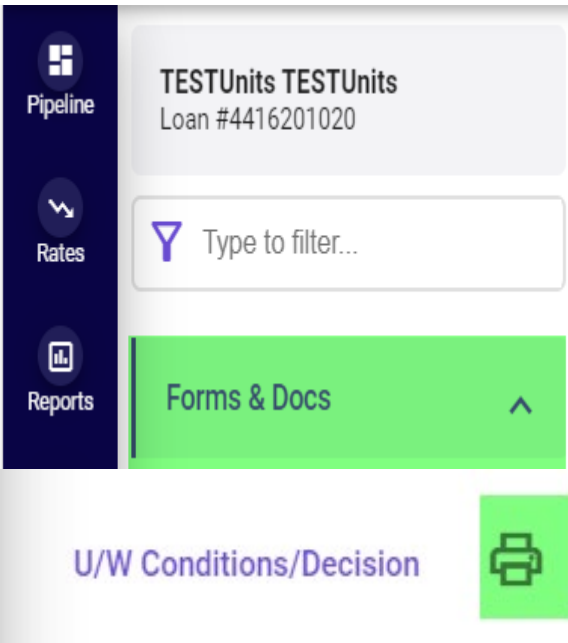 Pipeline
Rates
Reports
TESTUnits TESTUnits
Loan #4416201020
Type to filter...
Forms & Docs
U/W Conditions/Decision